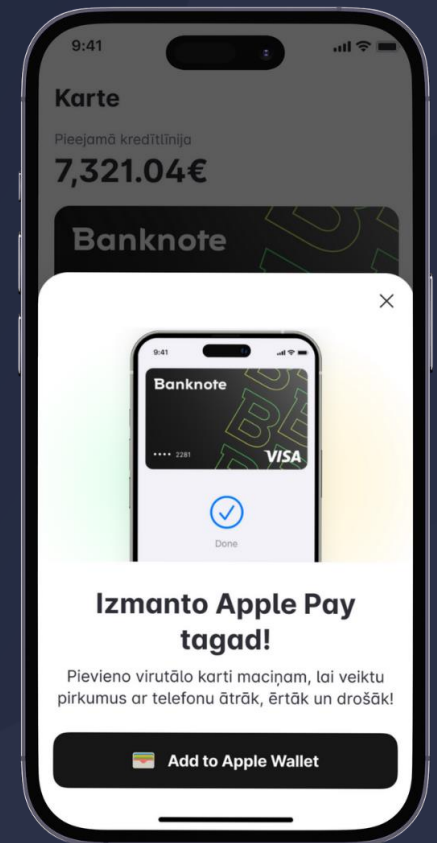 9:41
Karte
Pieejamā kredītlīnija
7,321.04€
Banknote
9:41
Banknote
•••• 2281
VISA
Done
Izmanto Apple Pay
tagad!
Pievieno virutālo karti maciņam, lai veiktu
pirkumus ar telefonu ātrāk, ērtāk un drošāk!
Add to Apple Wallet